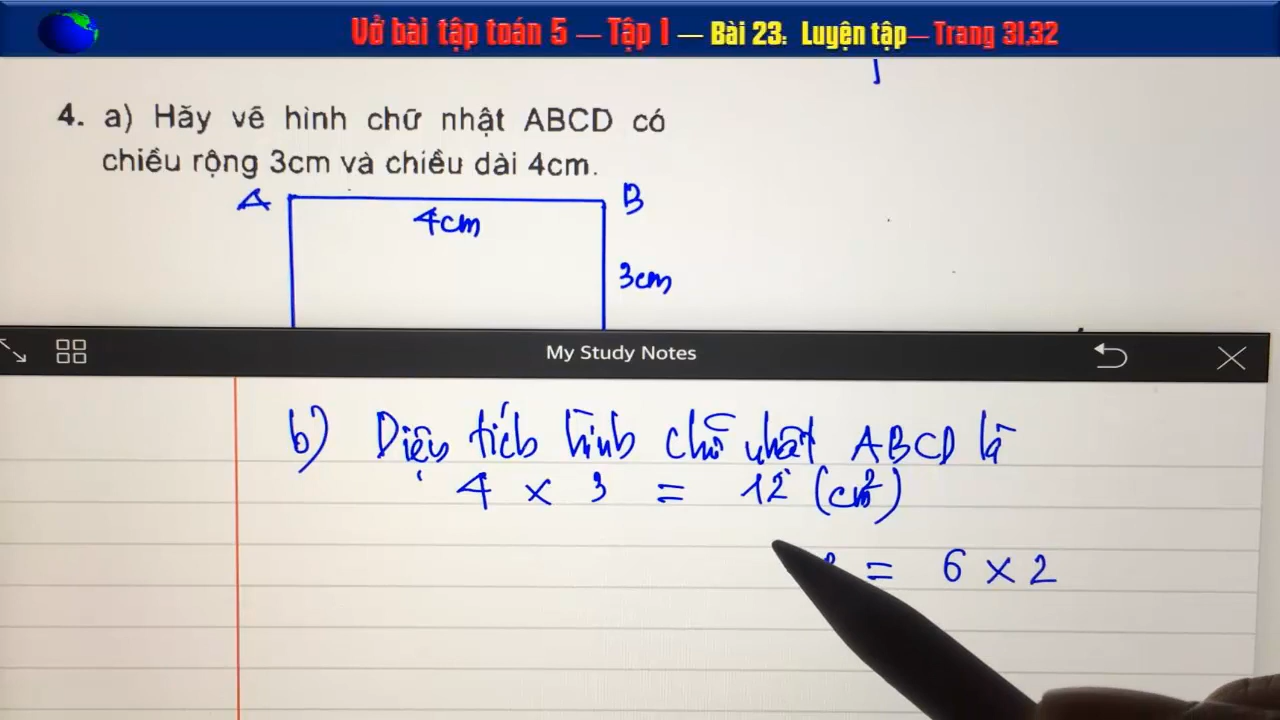 Vở bài tập toán 5 – Tập 1 – Bài 23: Luyện tập – Trang 31,32
4. a) Hãy vẽ hình chữ nhật ABCD có
chiều rộng 3cm và chiều dài 4cm.
A B
4cm
3cm
My Study Notes
b) Diện tích hình chữ nhật ABCD là
4 x 3 = 12 (cm²)
= 6 x 2